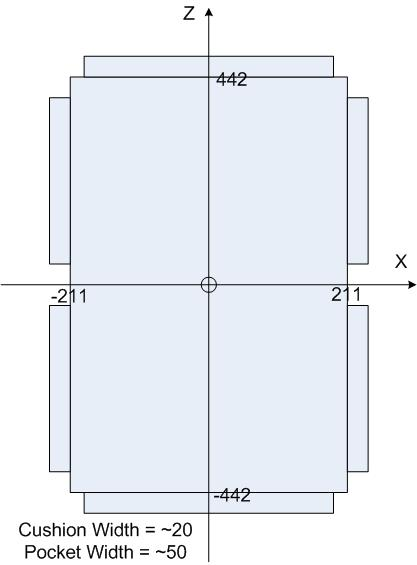 Z
442
X
-211
211
-442
Cushion Width = ~20
Pocket Width = ~50